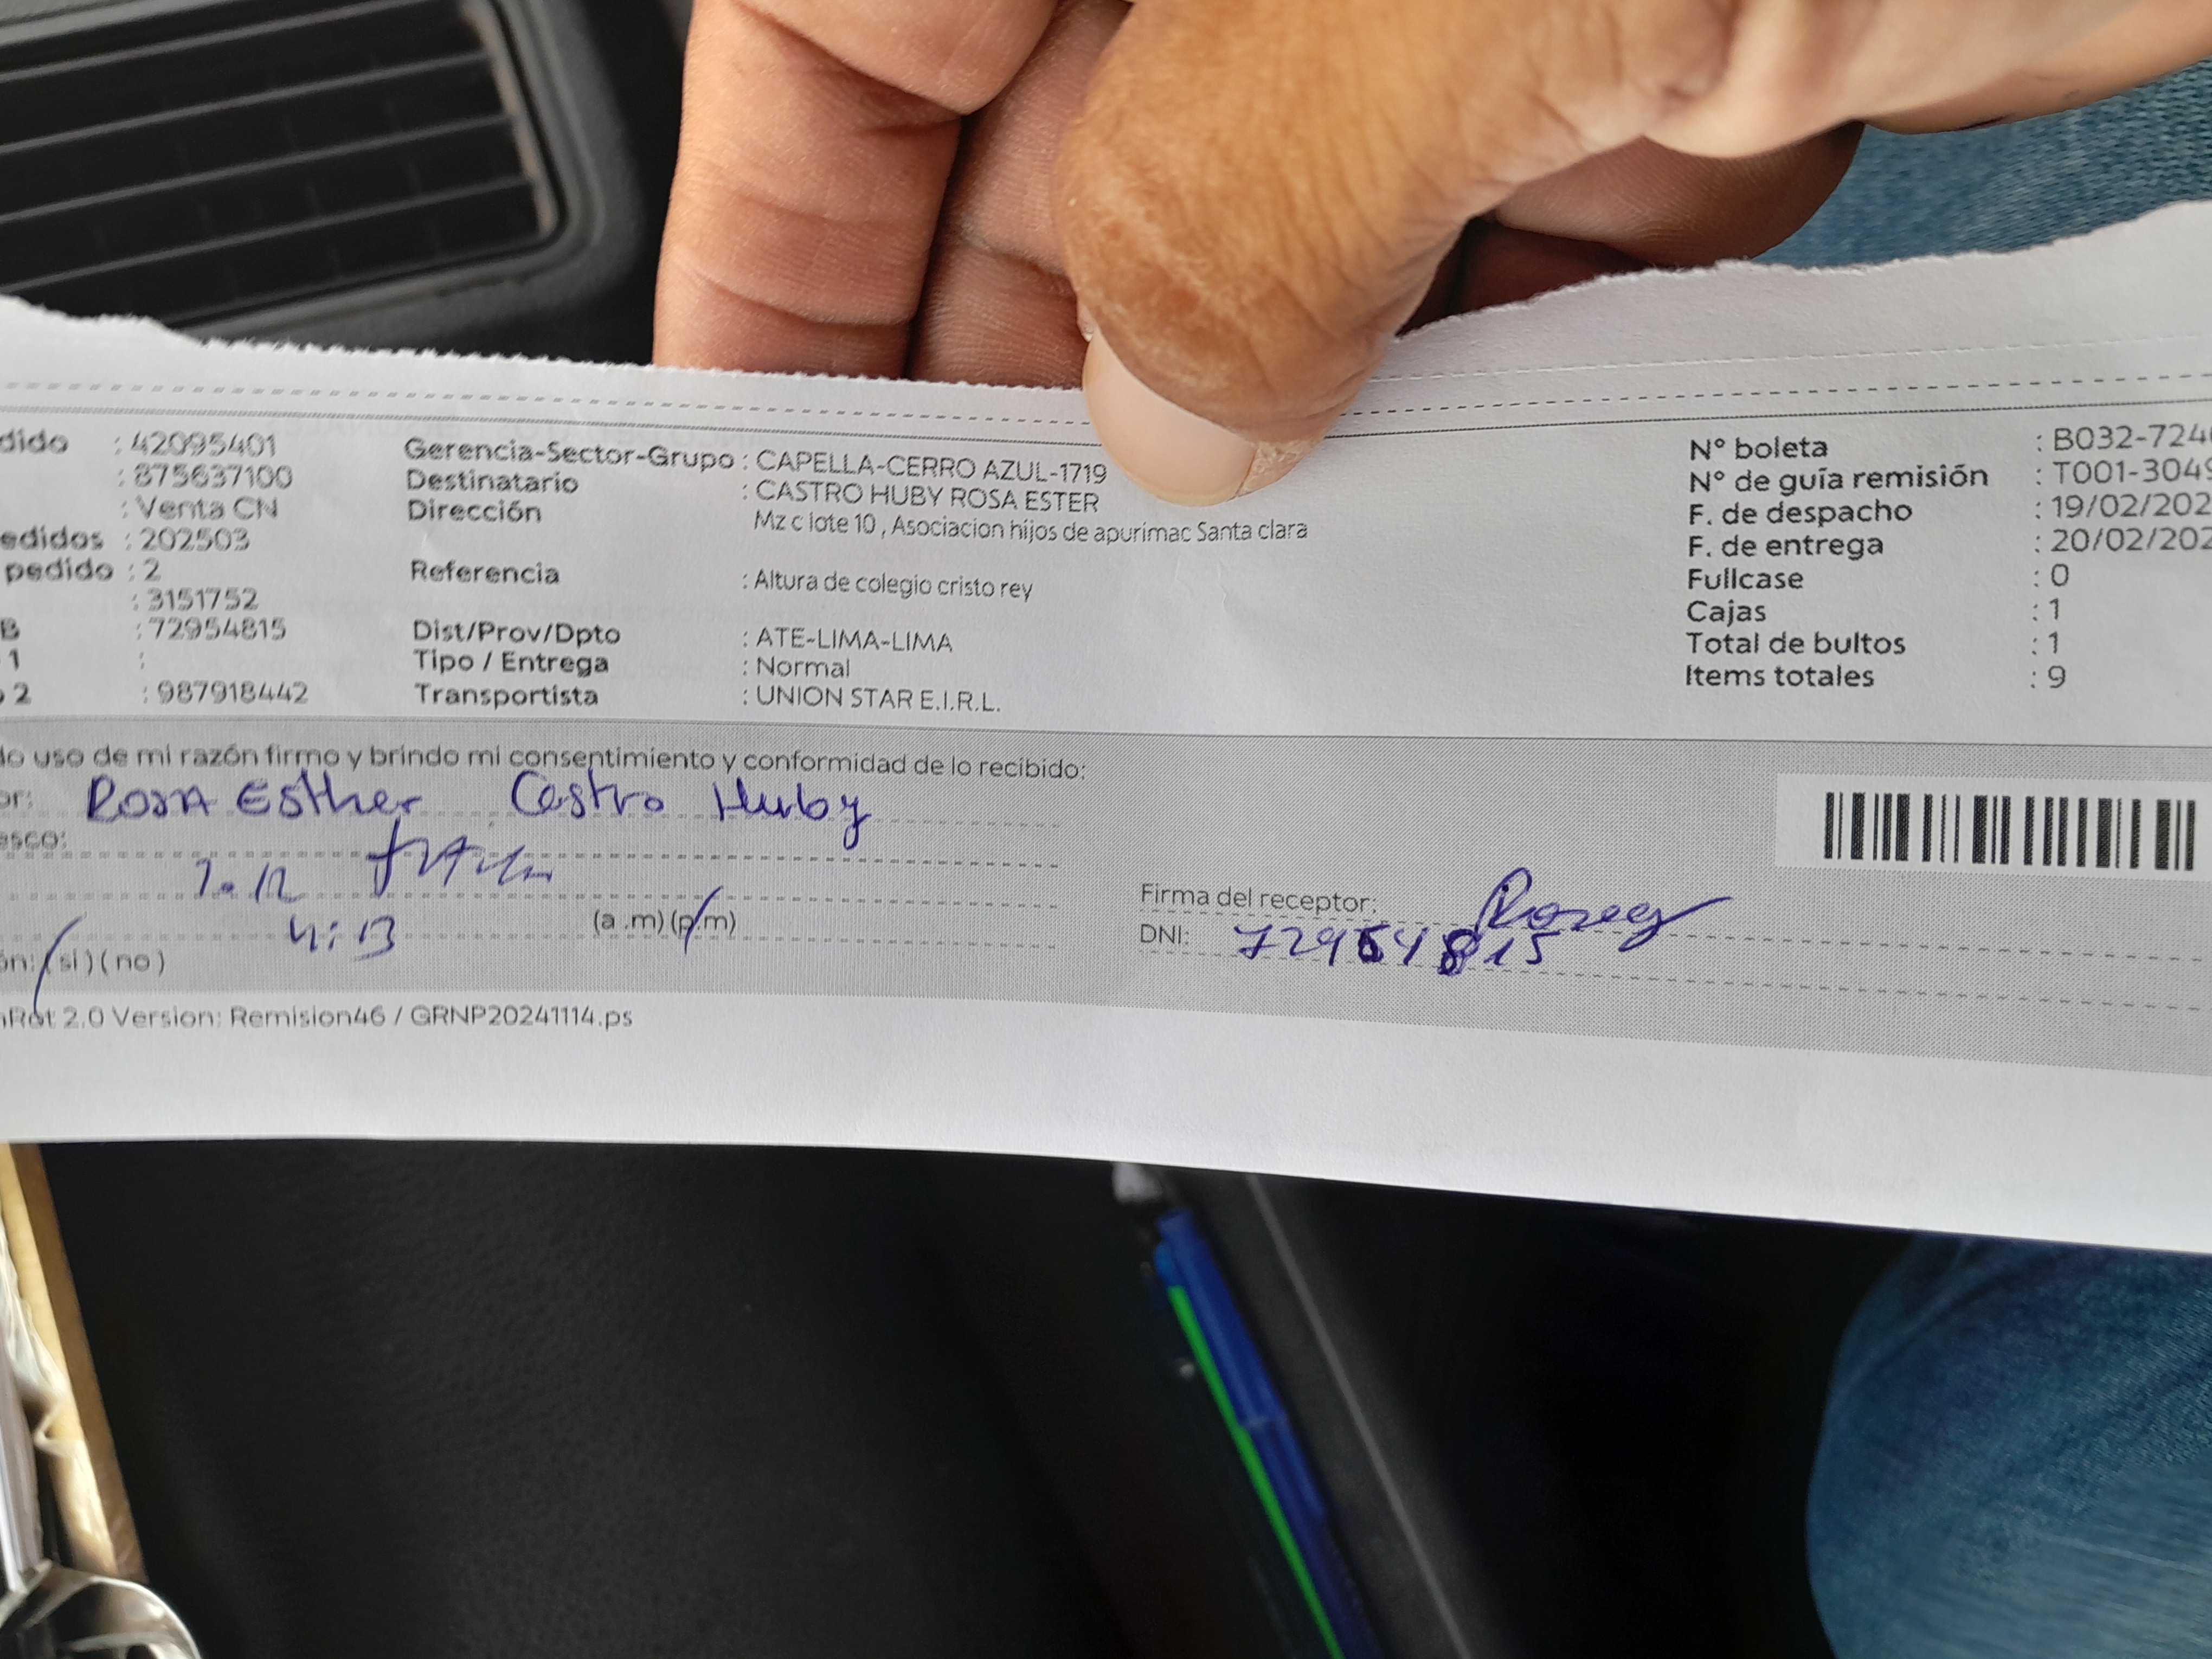 dido : 42095401
: 875637100
: Venta CN
edidos : 202503
pedido : 2
: 3151752
B : 72954815
1 :
2 : 987918442
Gerencia-Sector-Grupo : CAPELLA-CERRO AZUL-1719
Destinatario : CASTRO HUBY ROSA ESTER
Dirección Mz c lote 10 , Asociacion hijos de apurimac Santa clara
Referencia : Altura de colegio cristo rey
Dist/Prov/Dpto : ATE-LIMA-LIMA
Tipo / Entrega : Normal
Transportista : UNION STAR E.I.R.L.
N° boleta : B032-724
N° de guía remisión : T001-3049
F. de despacho : 19/02/202
F. de entrega : 20/02/202
Fullcase : 0
Cajas : 1
Total de bultos : 1
Items totales : 9
do uso de mi razón firmo y brindo mi consentimiento y conformidad de lo recibido:
or: Rosa Esther Castro Huby
esco:
4:13 (a .m) (p.m)
ón: (si) (no)
Firma del receptor:
DNI: 72954815
Rot 2.0 Version: Remision46 / GRNP20241114.ps